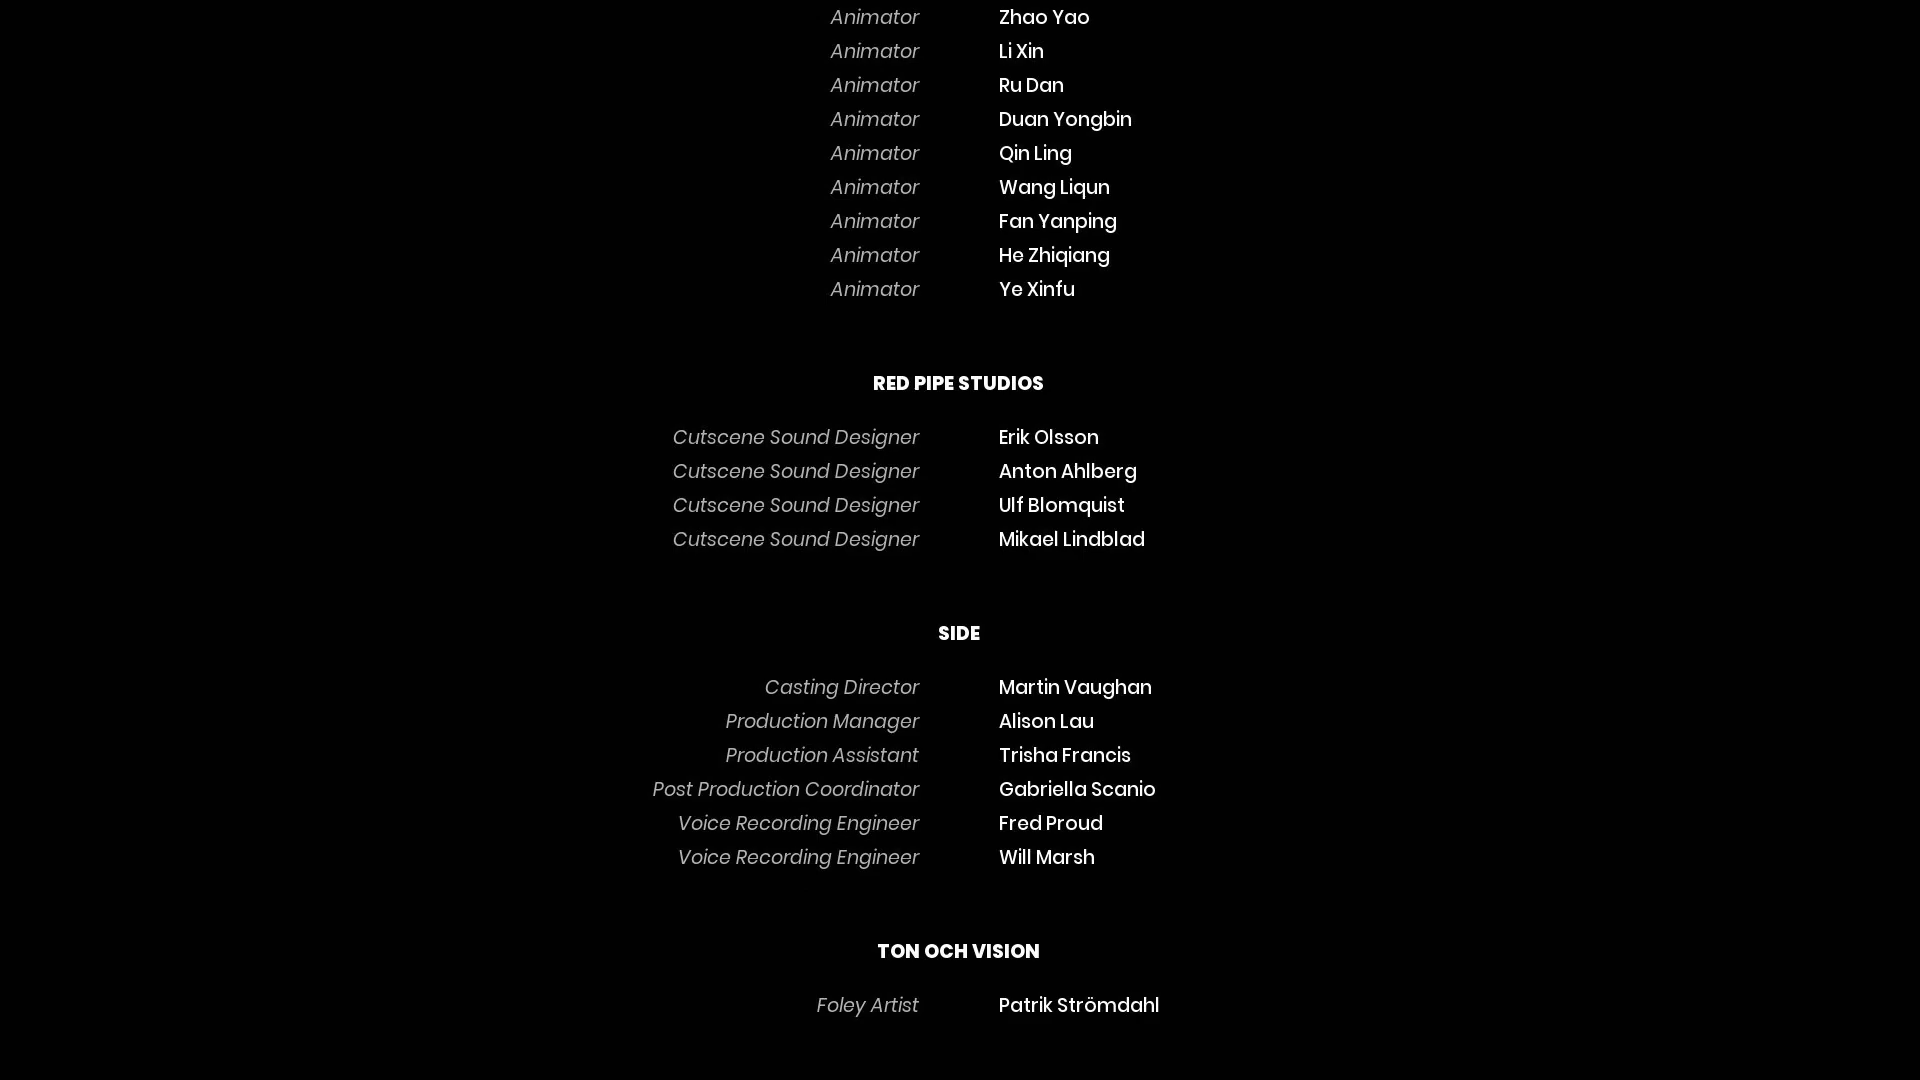 Animator Zhao Yao
Animator Li Xin
Animator Ru Dan
Animator Duan Yongbin
Animator Qin Ling
Animator Wang Liqun
Animator Fan Yanping
Animator He Zhiqiang
Animator Ye Xinfu
RED PIPE STUDIOS
Cutscene Sound Designer Erik Olsson
Cutscene Sound Designer Anton Ahlberg
Cutscene Sound Designer Ulf Blomquist
Cutscene Sound Designer Mikael Lindblad
SIDE
Casting Director Martin Vaughan
Production Manager Alison Lau
Production Assistant Trisha Francis
Post Production Coordinator Gabriella Scanio
Voice Recording Engineer Fred Proud
Voice Recording Engineer Will Marsh
TON OCH VISION
Foley Artist Patrik Strömdahl